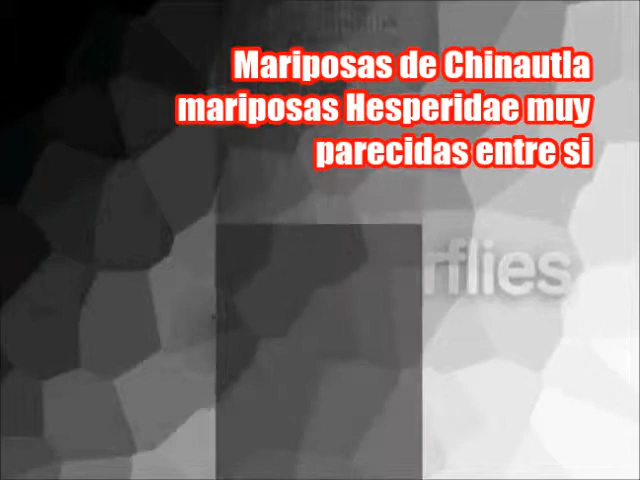 Mariposas de Chinautla
mariposas Hesperidae muy
parecidas entre si
rflies